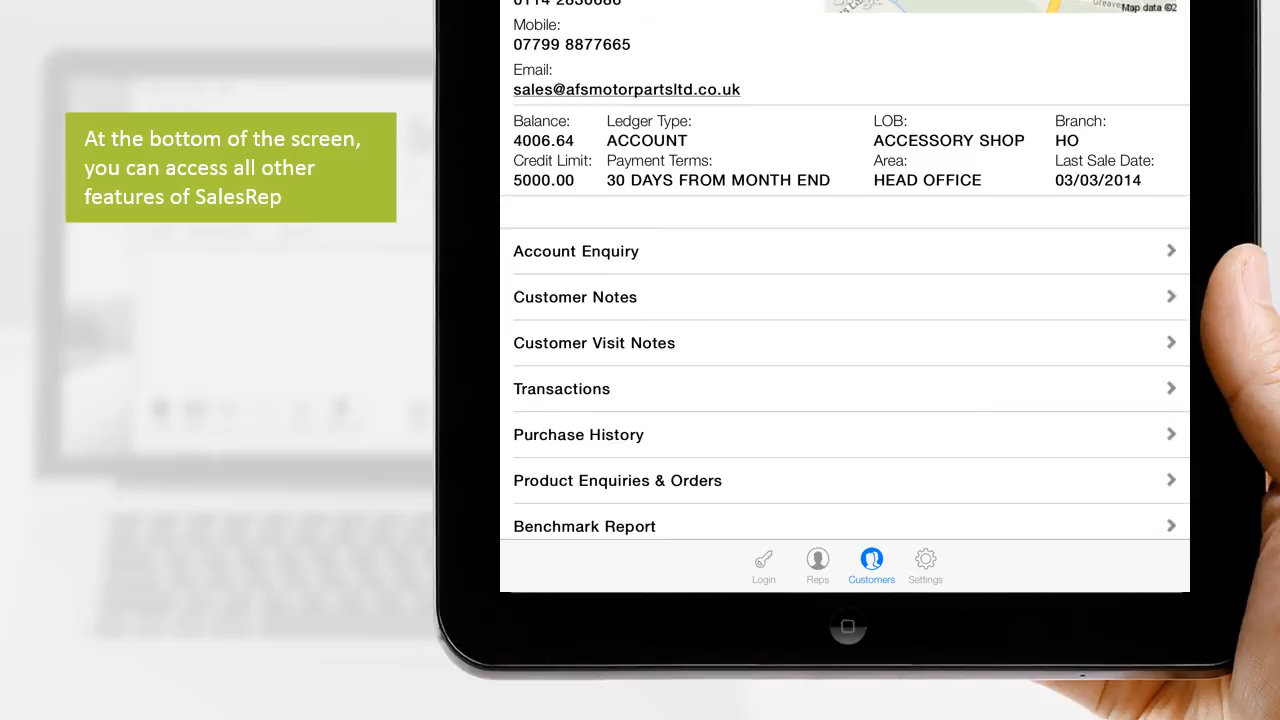 0114 2830686
Map data ©2
Mobile:
07799 8877665
Email:
sales@afsmotorpartsltd.co.uk
At the bottom of the screen,
you can access all other
features of SalesRep
Balance: Ledger Type: LOB: Branch:
4006.64 ACCOUNT ACCESSORY SHOP HO
Credit Limit: Payment Terms: Area: Last Sale Date:
5000.00 30 DAYS FROM MONTH END HEAD OFFICE 03/03/2014
Account Enquiry
Customer Notes
Customer Visit Notes
Transactions
Purchase History
Product Enquiries & Orders
Benchmark Report
Login Reps Customers Settings